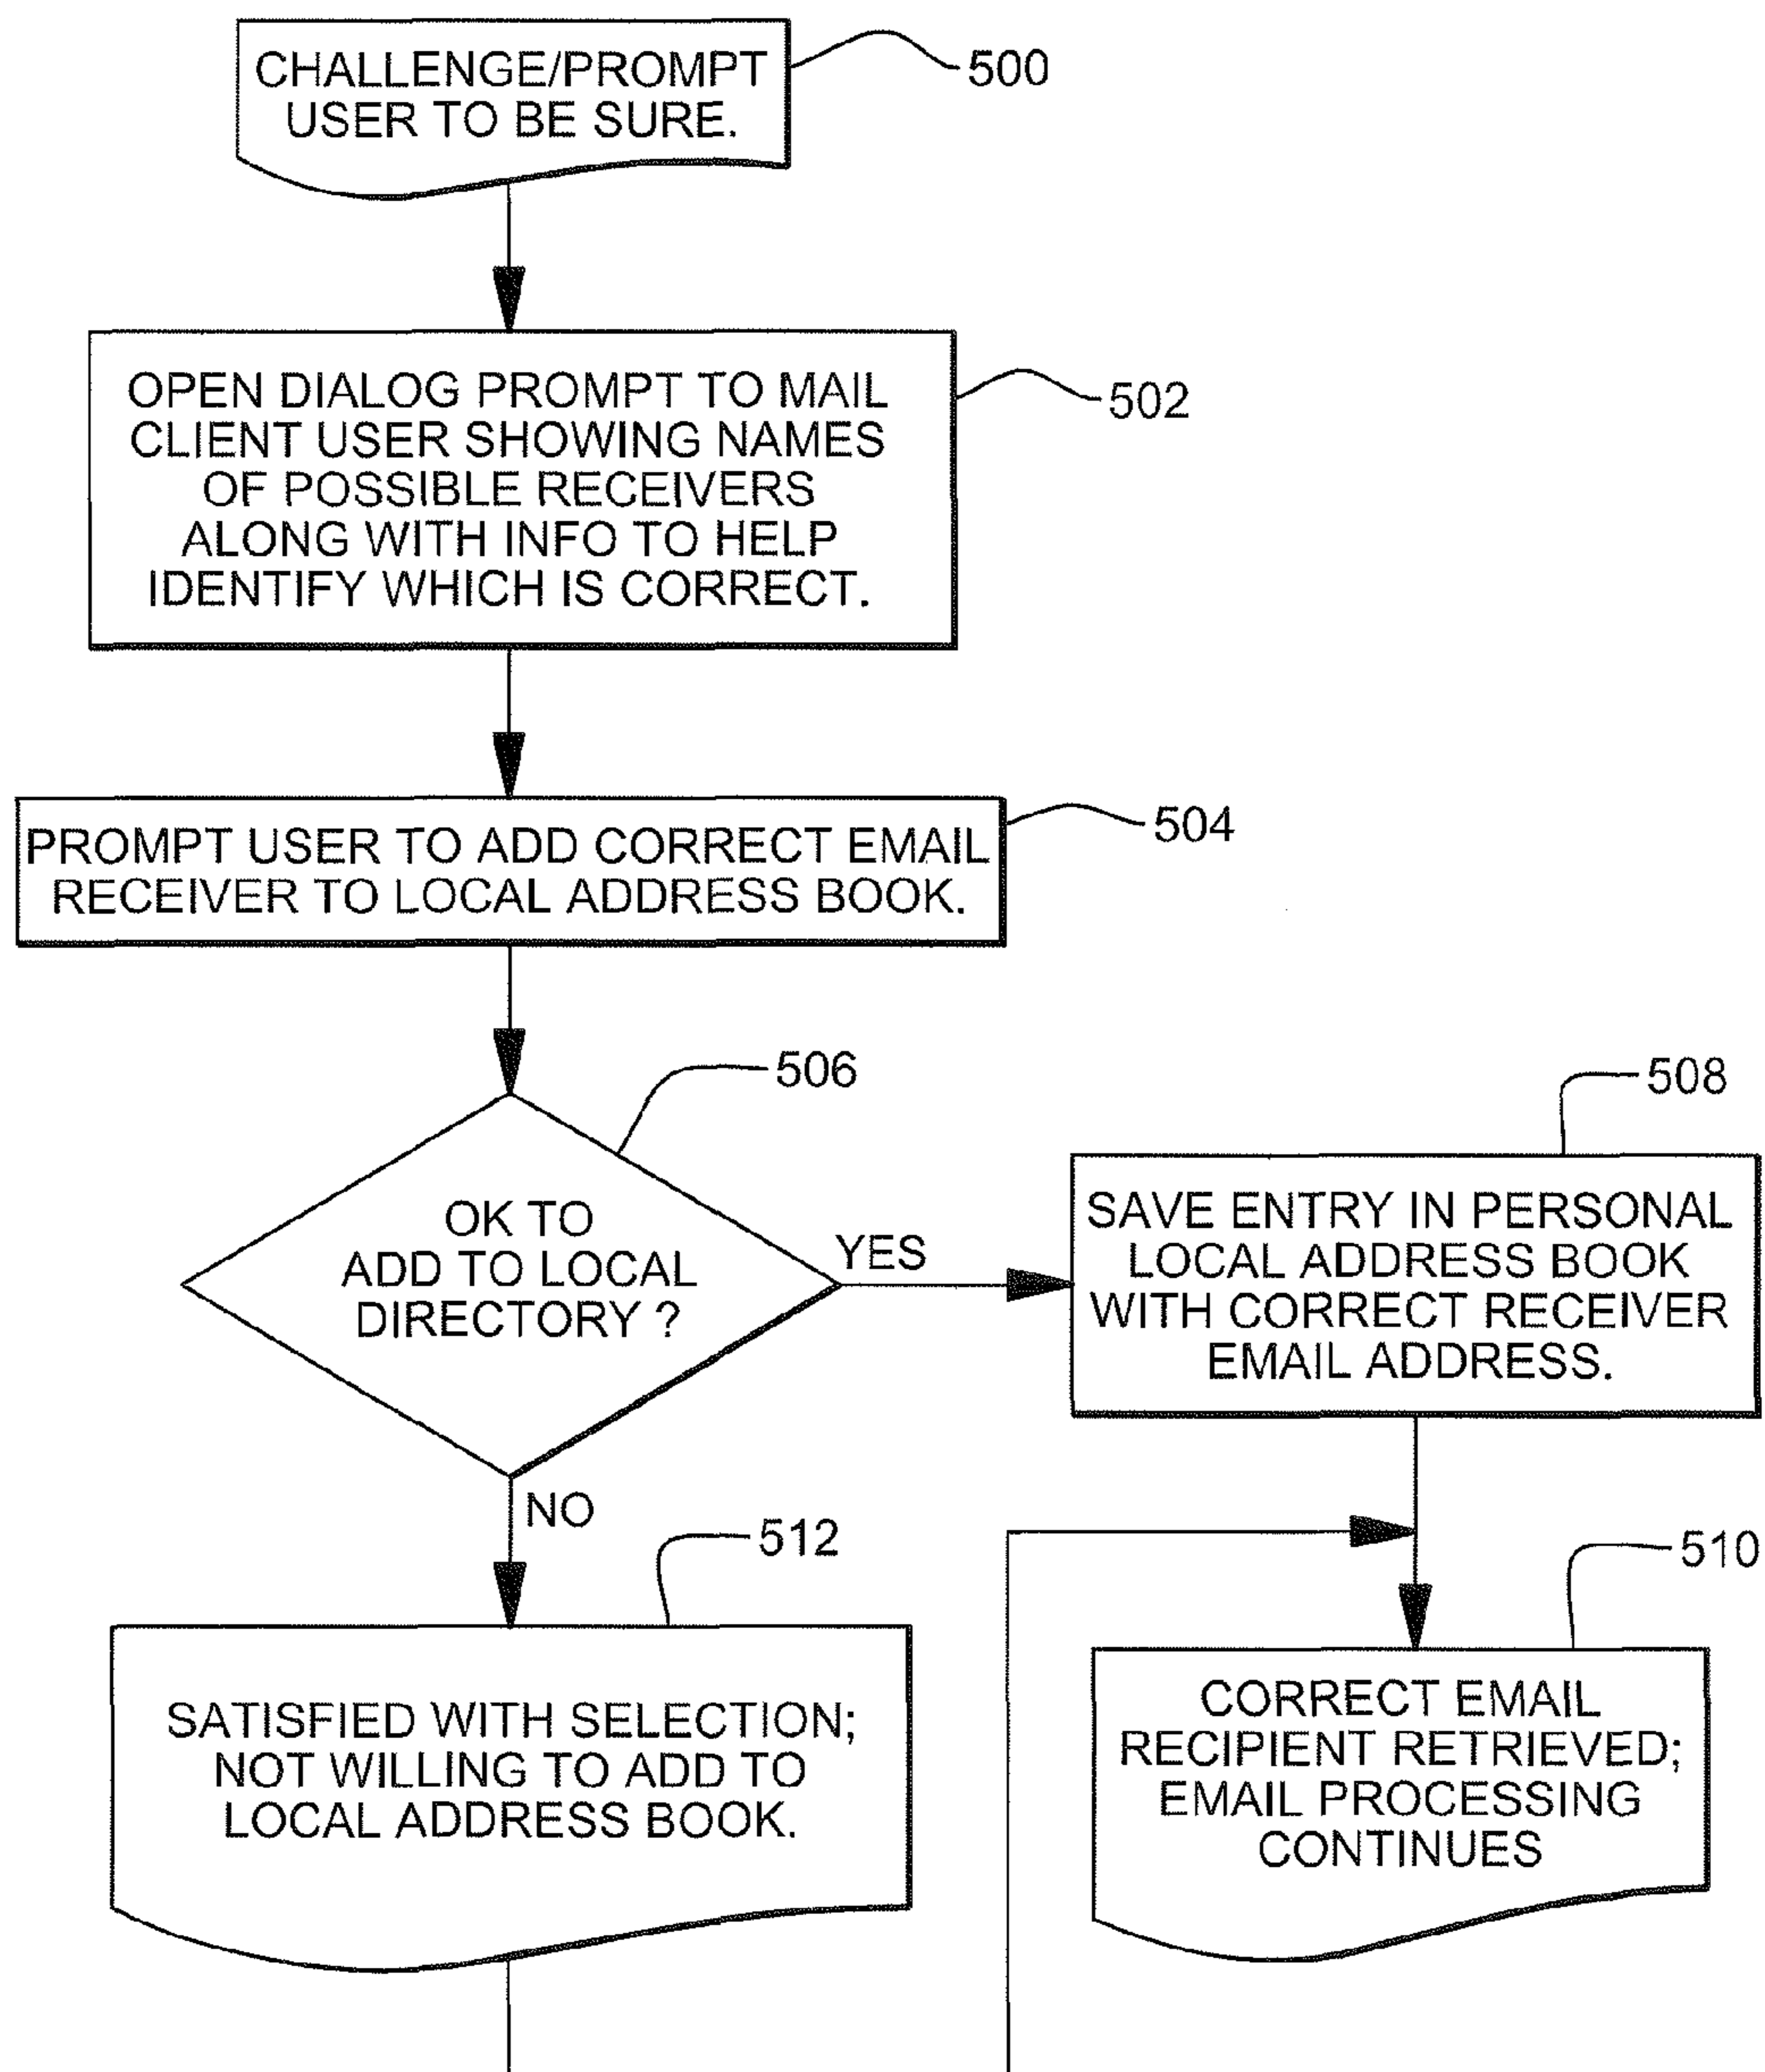 CHALLENGE/PROMPT
USER TO BE SURE.
500
OPEN DIALOG PROMPT TO MAIL
CLIENT USER SHOWING NAMES
OF POSSIBLE RECEIVERS
ALONG WITH INFO TO HELP
IDENTIFY WHICH IS CORRECT.
502
PROMPT USER TO ADD CORRECT EMAIL
RECEIVER TO LOCAL ADDRESS BOOK.
504
506
OK TO
ADD TO LOCAL
DIRECTORY ?
YES
NO
508
SAVE ENTRY IN PERSONAL
LOCAL ADDRESS BOOK
WITH CORRECT RECEIVER
EMAIL ADDRESS.
512
SATISFIED WITH SELECTION;
NOT WILLING TO ADD TO
LOCAL ADDRESS BOOK.
510
CORRECT EMAIL
RECIPIENT RETRIEVED;
EMAIL PROCESSING
CONTINUES